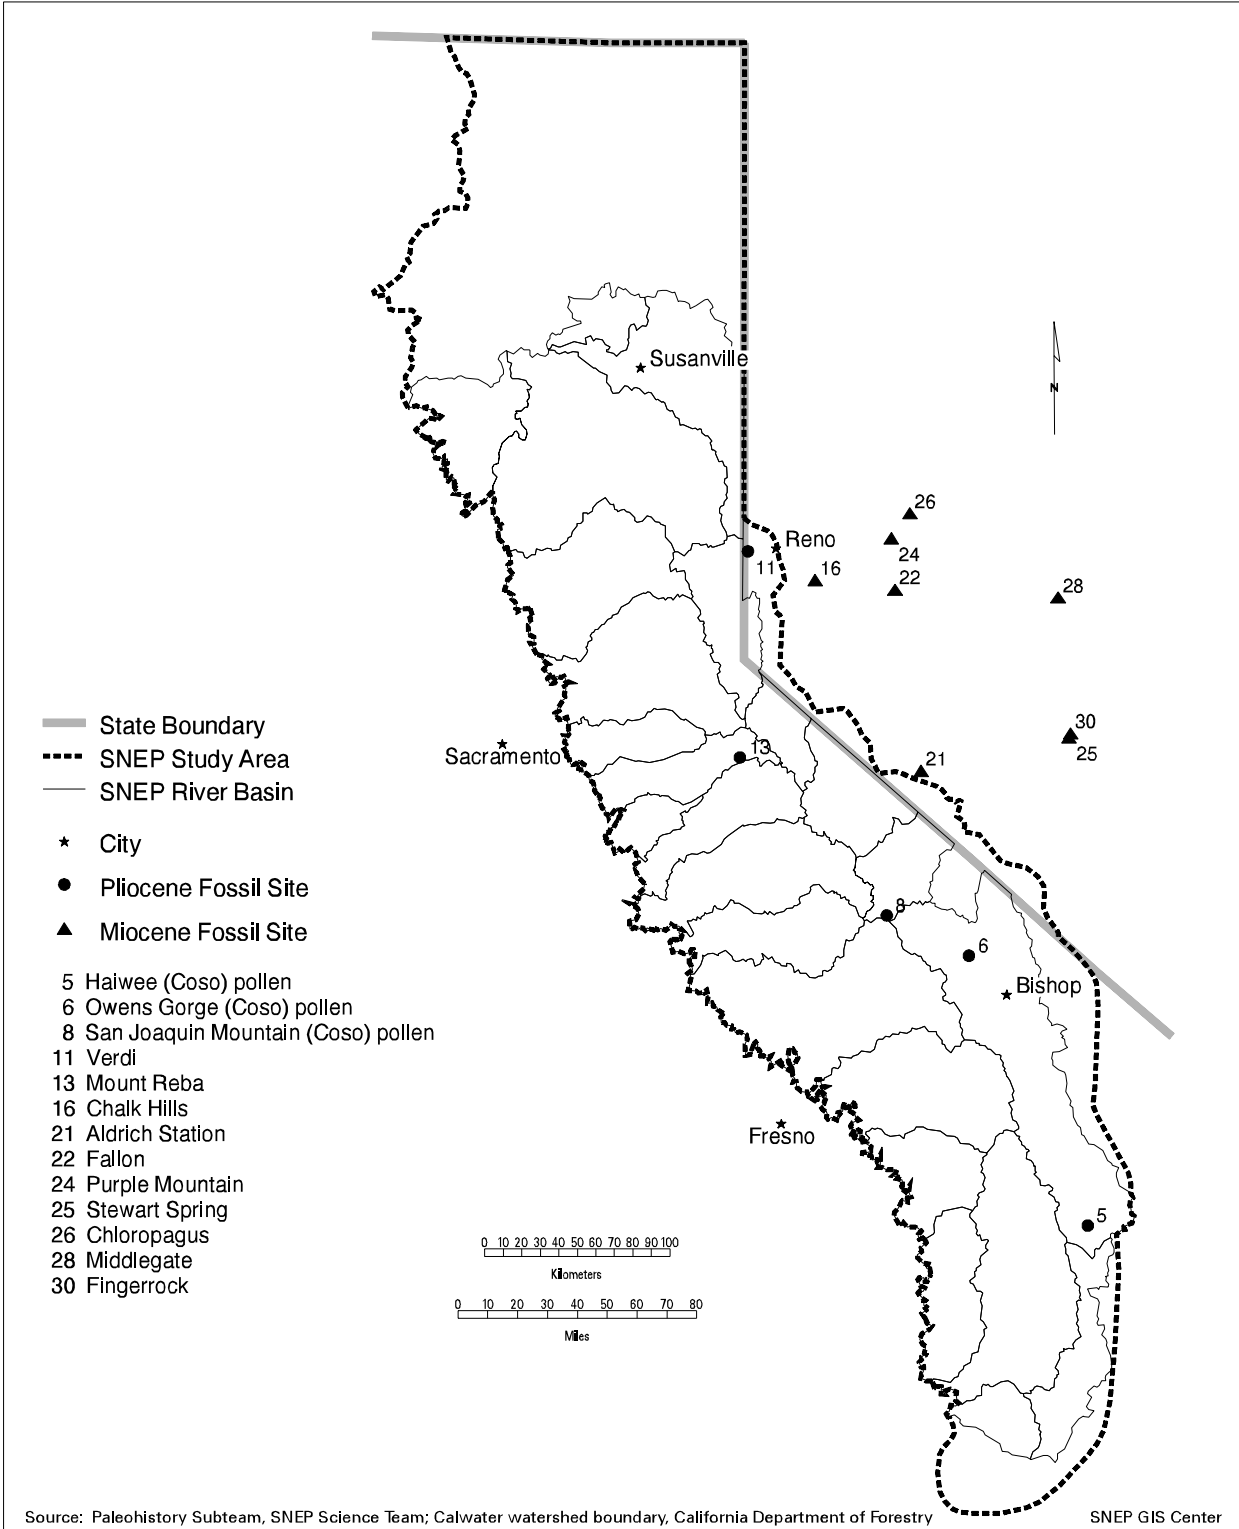 Susanville
N
26
Reno
24
11
16
22
28
State Boundary
SNEP Study Area
SNEP River Basin
Sacramento
13
30
25
21
City
Pliocene Fossil Site
Miocene Fossil Site
8
6
Bishop
5 Haiwee (Coso) pollen
6 Owens Gorge (Coso) pollen
8 San Joaquin Mountain (Coso) pollen
11 Verdi
13 Mount Reba
16 Chalk Hills
21 Aldrich Station
22 Fallon
24 Purple Mountain
25 Stewart Spring
26 Chloropagus
28 Middlegate
30 Fingerrock
Fresno
5
0 10 20 30 40 50 60 70 80 90 100
Kilometers
0 10 20 30 40 50 60 70 80
Miles
Source: Paleohistory Subteam, SNEP Science Team; Calwater watershed boundary, California Department of Forestry
SNEP GIS Center